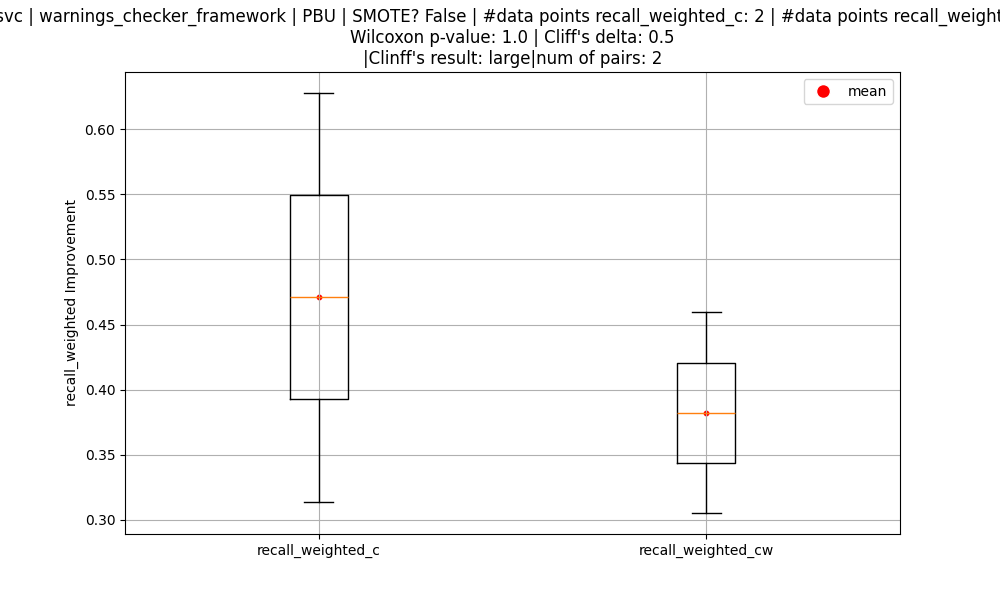 svc | warnings_checker_framework | PBU | SMOTE? False | #data points recall_weighted_c: 2 | #data points
Wilcoxon p-value: 1.0 | Cliff's delta: 0.5
|Clinff's result: large|num of pairs: 2
mean
0.60
0.55
0.50
0.45
0.40
0.35
0.30
recall_weighted Improvement
recall_weighted_c
recall_weighted_cw